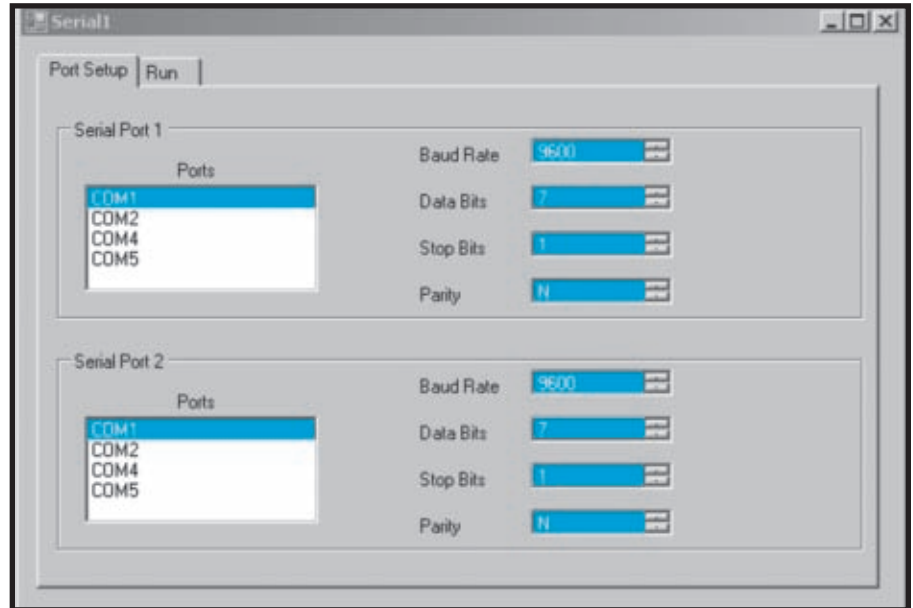 Serial1
Port Setup
Run
Serial Port 1
Ports
COM1
COM2
COM4
COM5
Baud Rate 9600
Data Bits 7
Stop Bits 1
Parity N
Serial Port 2
Ports
COM1
COM2
COM4
COM5
Baud Rate 9600
Data Bits 7
Stop Bits 1
Parity N